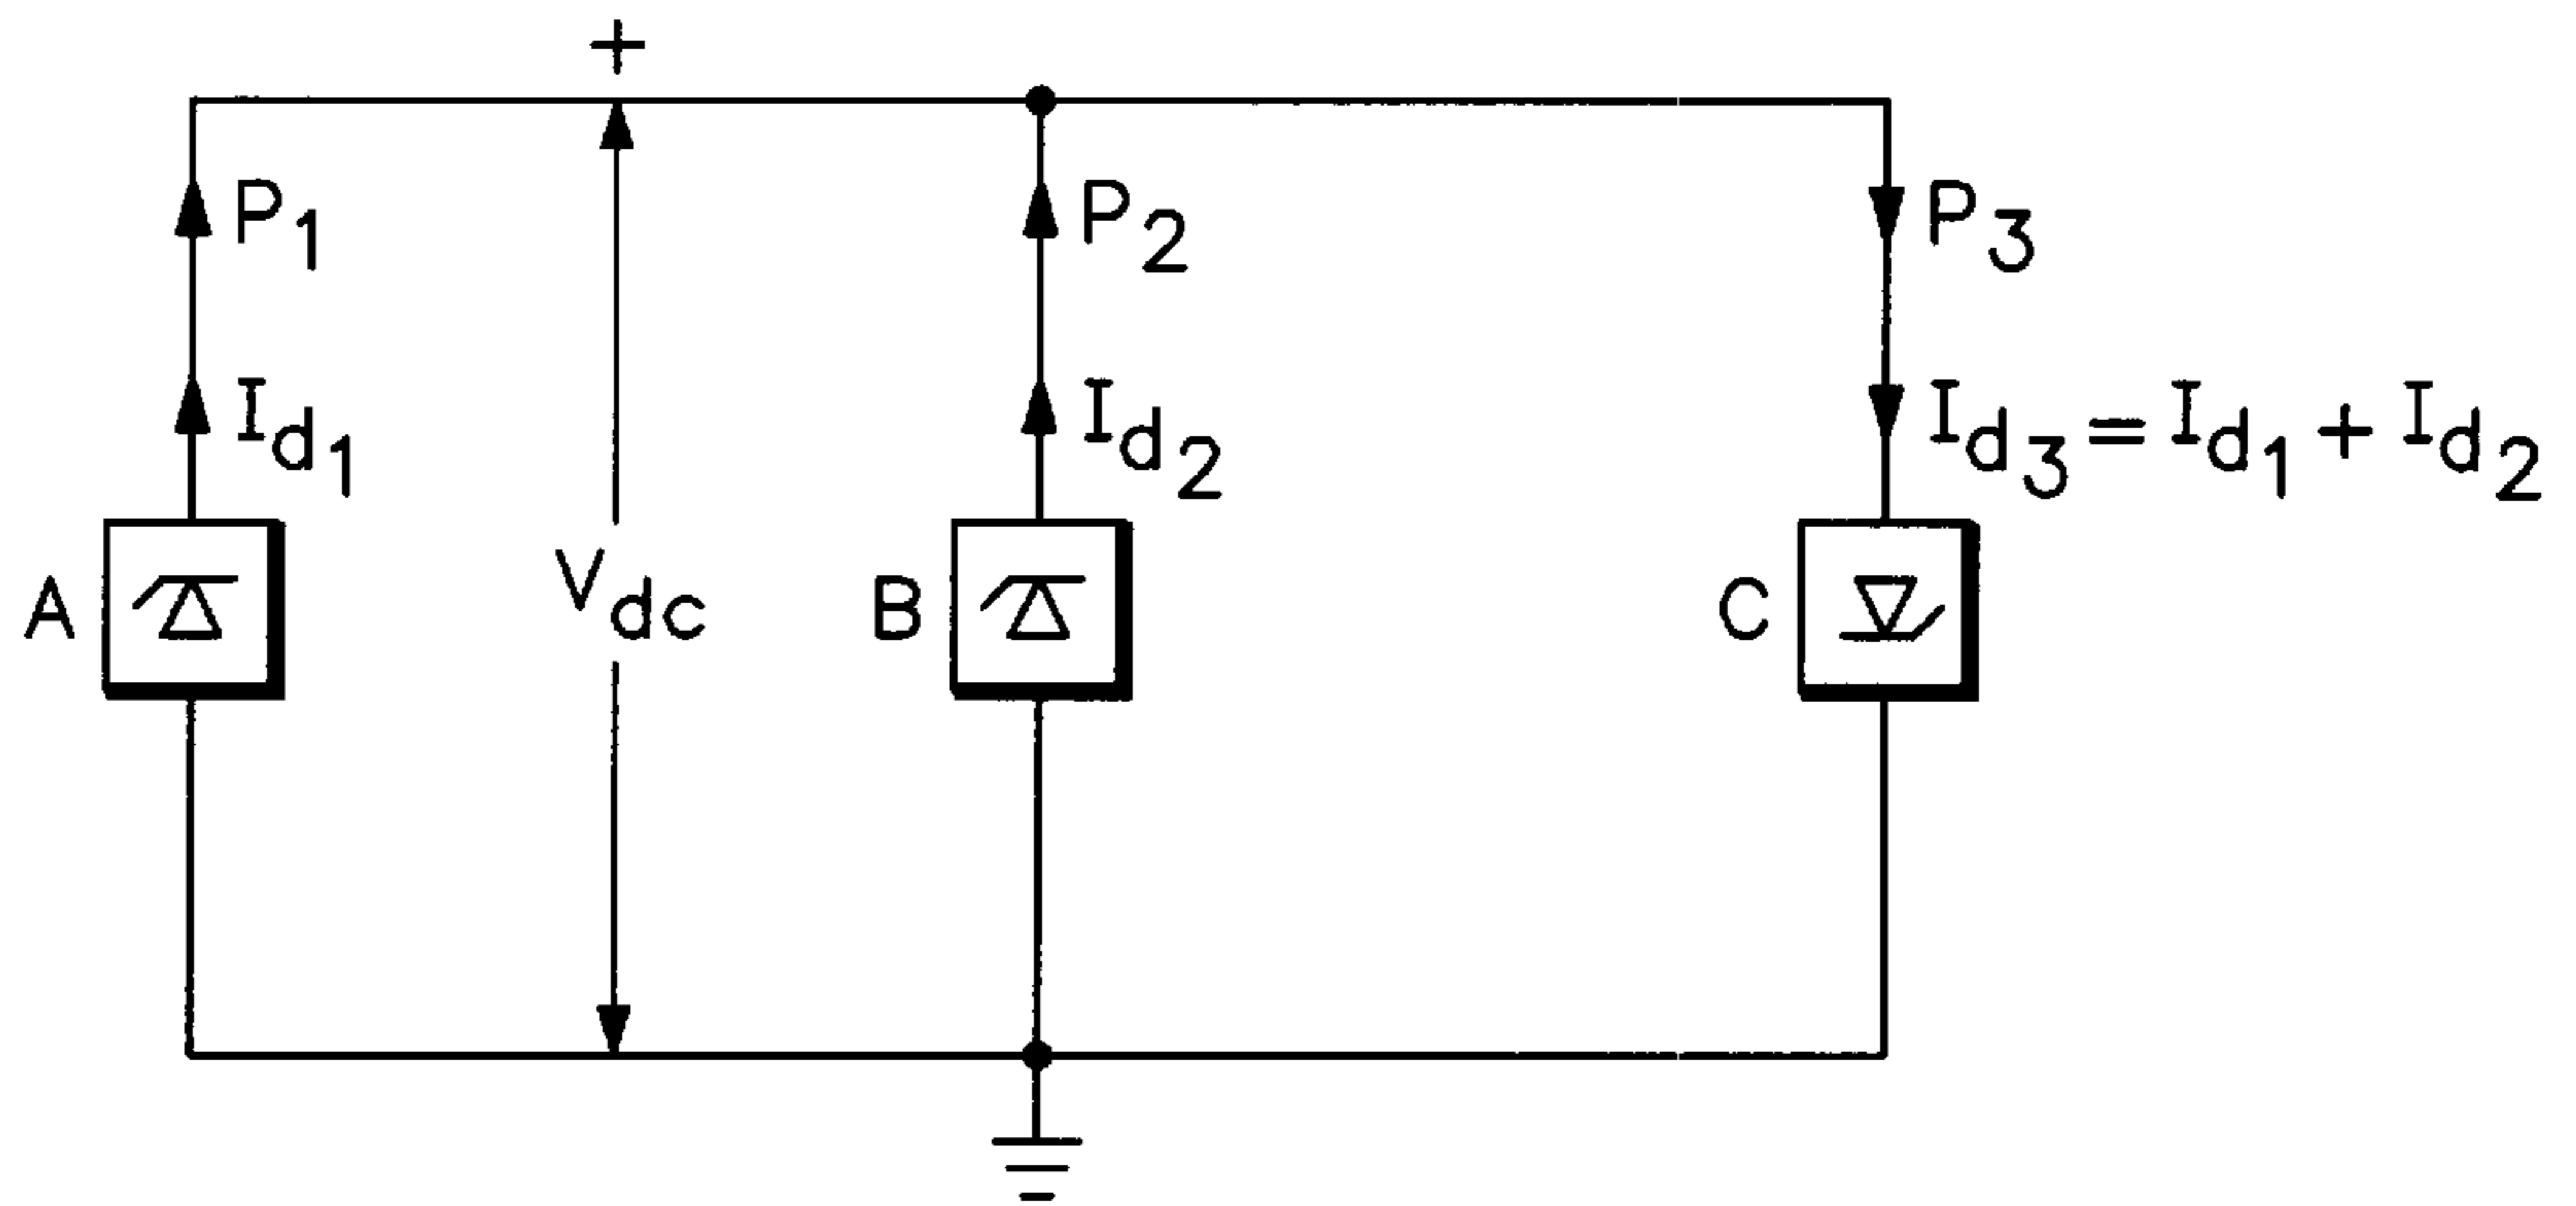 +
P1
P2
P3
Id1
Id2
Id3 = Id1 + Id2
A
Vdc
B
C